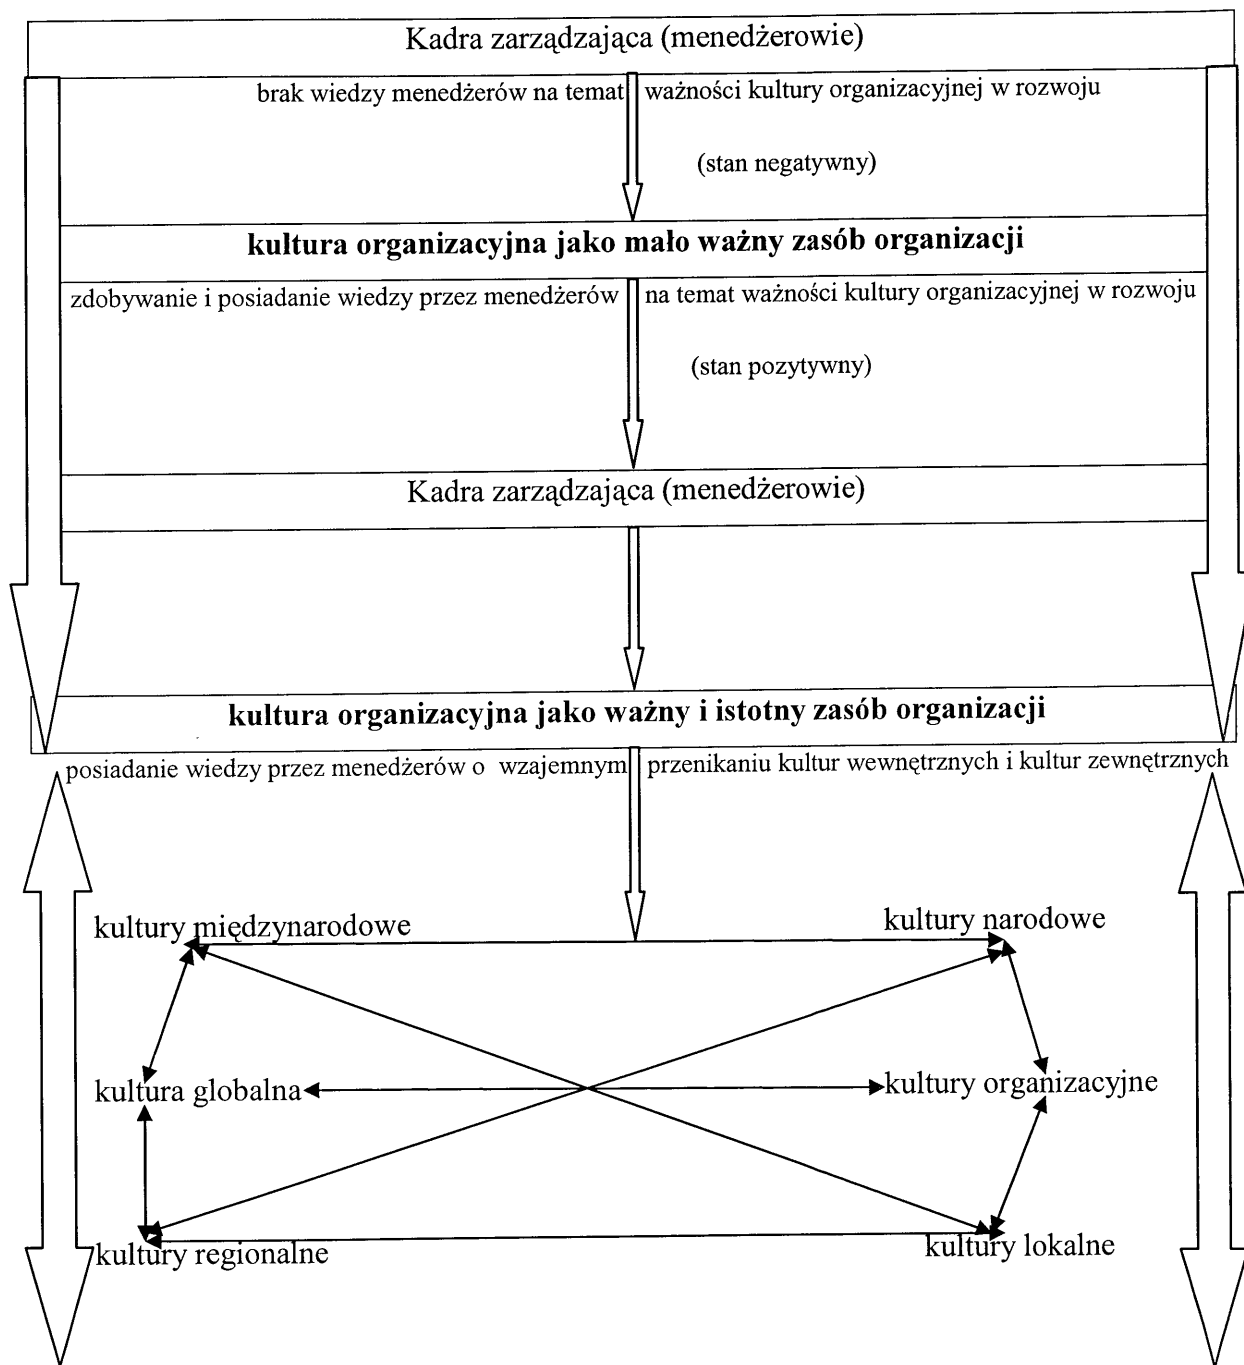 Kadra zarządzająca (menedżerowie)
brak wiedzy menedżerów na temat ważności kultury organizacyjnej w rozwoju
(stan negatywny)
kultura organizacyjna jako mało ważny zasób organizacji
zdobywanie i posiadanie wiedzy przez menedżerów na temat ważności kultury organizacyjnej w rozwoju
(stan pozytywny)
Kadra zarządzająca (menedżerowie)
kultura organizacyjna jako ważny i istotny zasób organizacji
posiadanie wiedzy przez menedżerów o wzajemnym przenikaniu kultur wewnętrznych i kultur zewnętrznych
kultury międzynarodowe kultury narodowe
kultura globalna kultury organizacyjne
kultury regionalne kultury lokalne